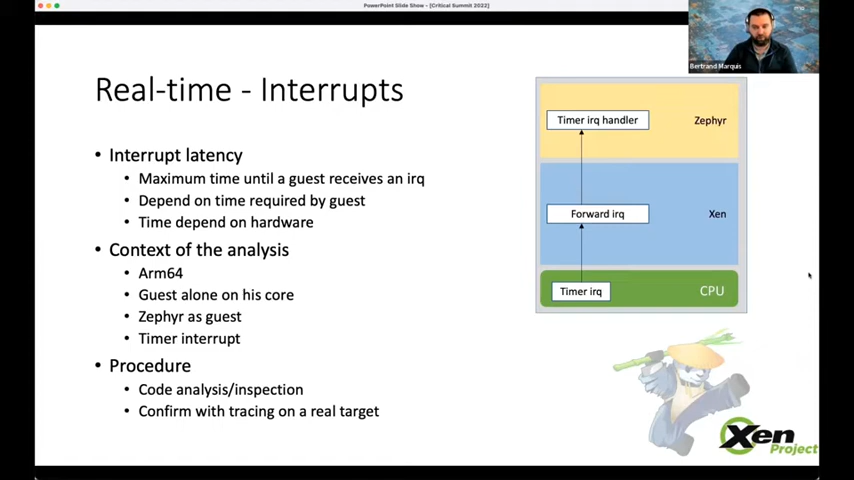 PowerPoint Slide Show - [Critical Summit 2022]
Bertrand Marquis
Real-time - Interrupts
• Interrupt latency
• Maximum time until a guest receives an irq
• Depend on time required by guest
• Time depend on hardware
• Context of the analysis
• Arm64
• Guest alone on his core
• Zephyr as guest
• Timer interrupt
• Procedure
• Code analysis/inspection
• Confirm with tracing on a real target
Timer irq handler
Zephyr
Forward irq
Xen
Timer irq
CPU
Xen
Project